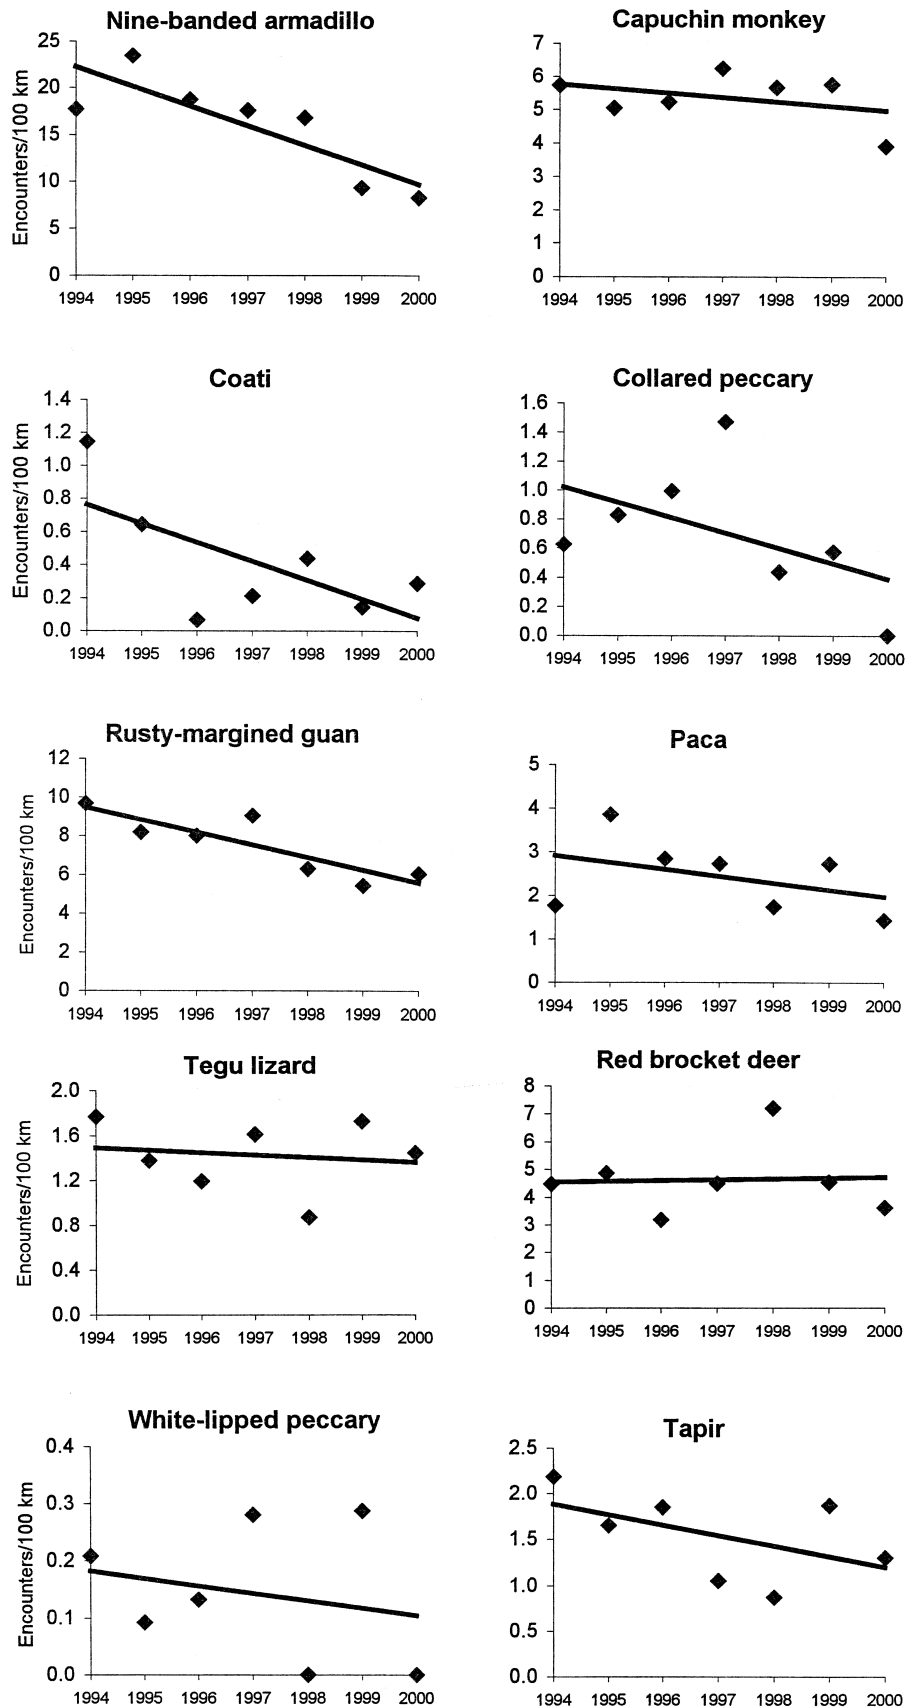 Nine-banded armadillo
Encounters/100 km
25
20
15
10
5
0
1994 1995 1996 1997 1998 1999 2000
Capuchin monkey
7
6
5
4
3
2
1
0
1994 1995 1996 1997 1998 1999 2000
Coati
Encounters/100 km
1.4
1.2
1.0
0.8
0.6
0.4
0.2
0.0
1994 1995 1996 1997 1998 1999 2000
Collared peccary
1.6
1.4
1.2
1.0
0.8
0.6
0.4
0.2
0.0
1994 1995 1996 1997 1998 1999 2000
Rusty-margined guan
Encounters/100 km
12
10
8
6
4
2
0
1994 1995 1996 1997 1998 1999 2000
Paca
5
4
3
2
1
0
1994 1995 1996 1997 1998 1999 2000
Tegu lizard
Encounters/100 km
2.0
1.6
1.2
0.8
0.4
0.0
1994 1995 1996 1997 1998 1999 2000
Red brocket deer
8
7
6
5
4
3
2
1
0
1994 1995 1996 1997 1998 1999 2000
White-lipped peccary
Encounters/100 km
0.4
0.3
0.2
0.1
0.0
1994 1995 1996 1997 1998 1999 2000
Tapir
2.5
2.0
1.5
1.0
0.5
0.0
1994 1995 1996 1997 1998 1999 2000